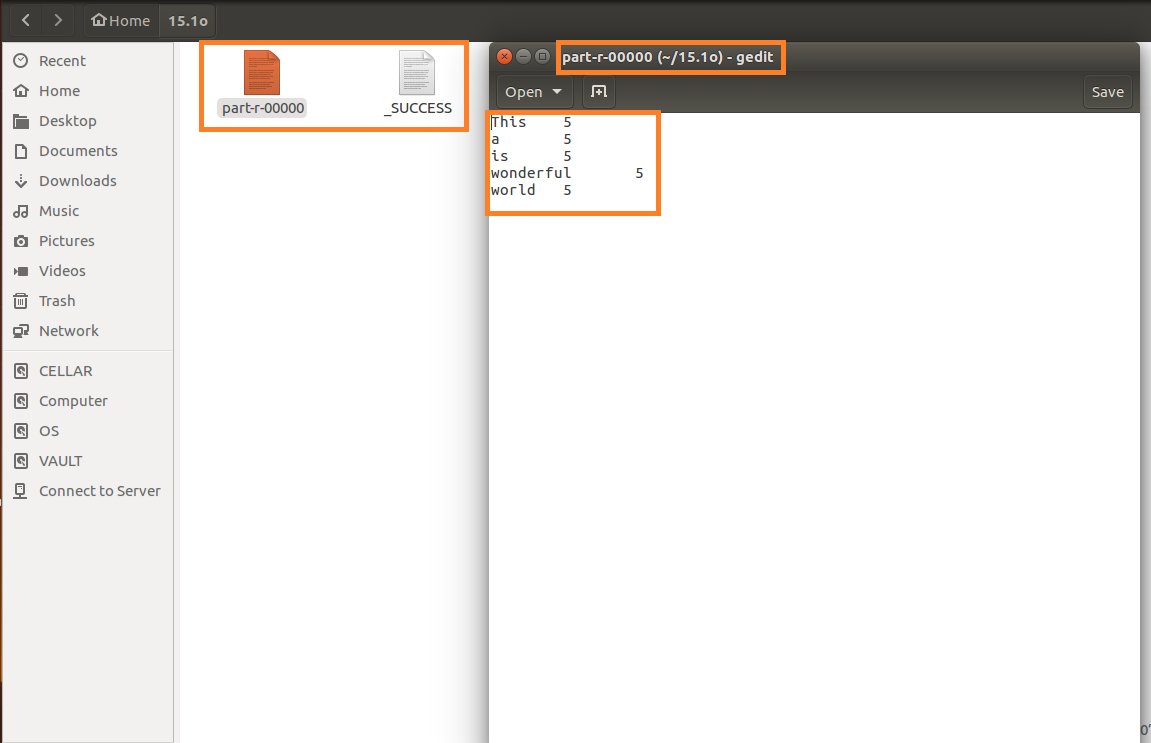 Home 15.1o
Recent
Home
Desktop
Documents
Downloads
Music
Pictures
Videos
Trash
Network
CELLAR
Computer
OS
VAULT
Connect to Server
part-r-00000 _SUCCESS
part-r-00000 (~/15.1o) - gedit
Open Save
This 5
a 5
is 5
wonderful 5
world 5